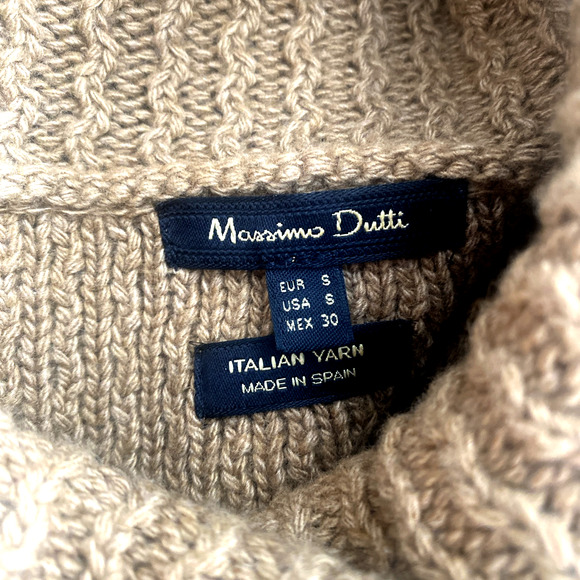 Massimo Dutti
EUR S
USA S
MEX 30
ITALIAN YARN
MADE IN SPAIN